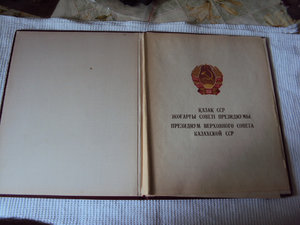 ҚАЗАҚ ССР
ЖОҒАРҒЫ СОВЕТІ ПРЕЗИДИУМЫ
ПРЕЗИДИУМ ВЕРХОВНОГО СОВЕТА
КАЗАХСКОЙ ССР